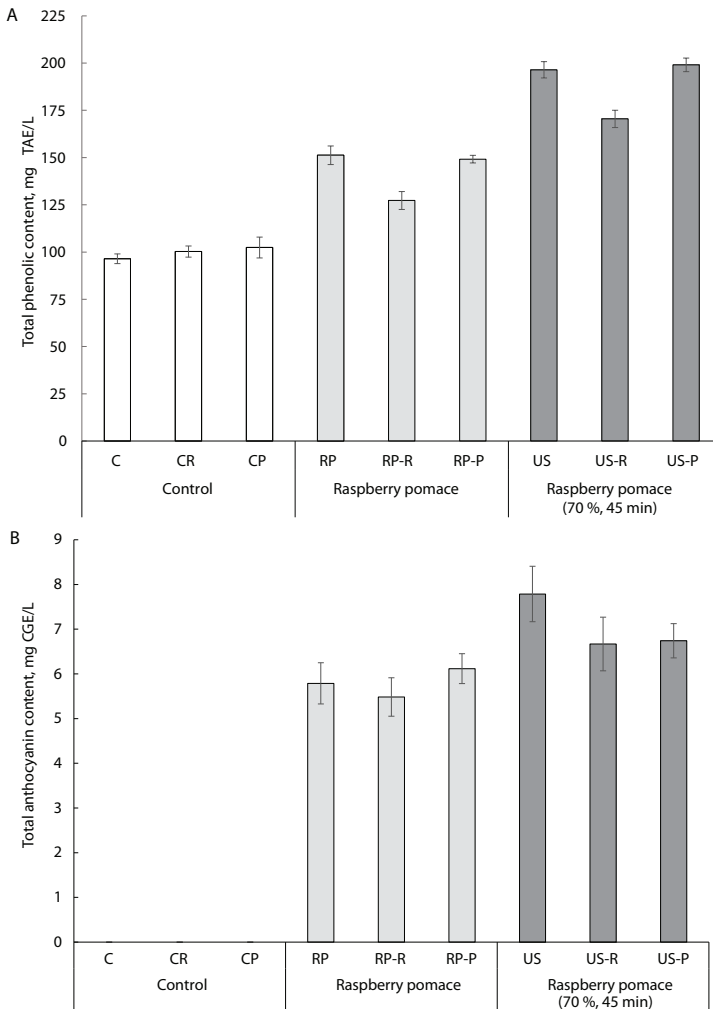 A
Total phenolic content, mg TAE/L
225
200
175
150
125
100
75
50
25
0
C CR CP RP RP-R RP-P US US-R US-P
Control Raspberry pomace Raspberry pomace
(70 %, 45 min)
B
Total anthocyanin content, mg CGE/L
9
8
7
6
5
4
3
2
1
0
C CR CP RP RP-R RP-P US US-R US-P
Control Raspberry pomace Raspberry pomace
(70 %, 45 min)